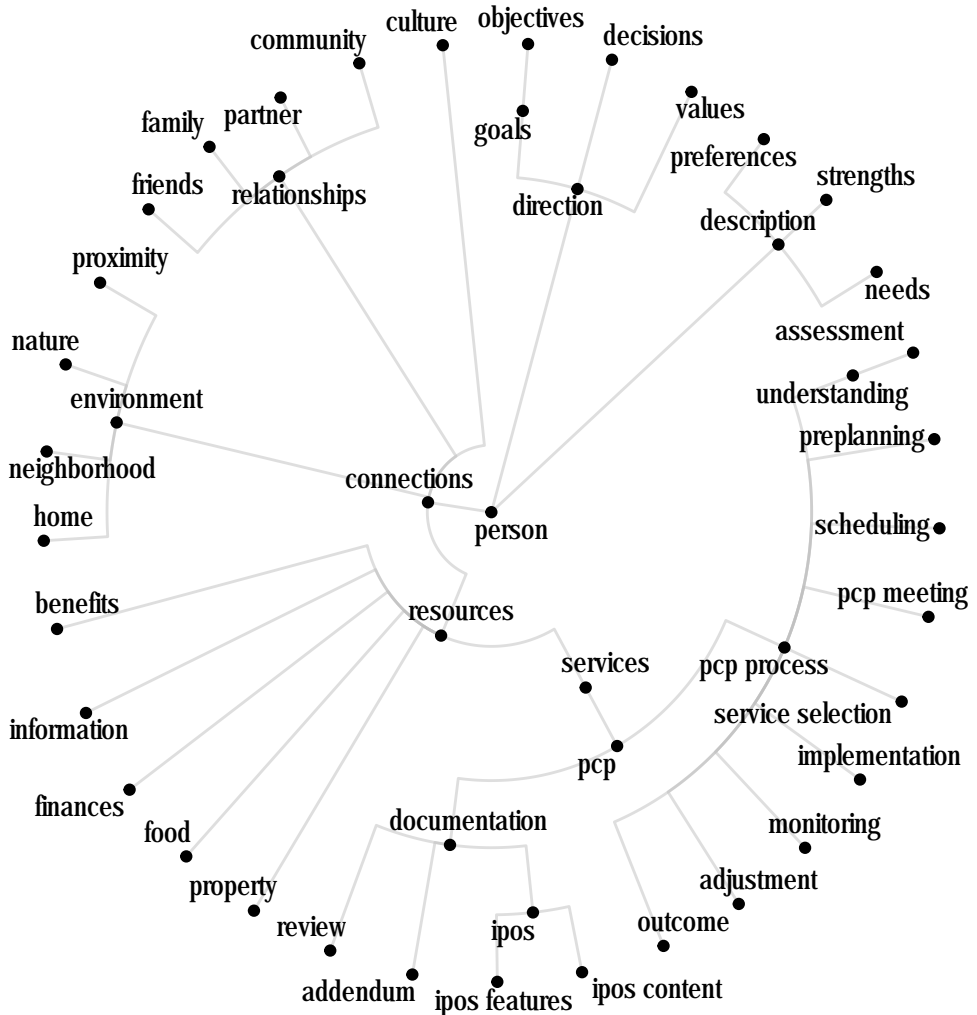 culture
objectives
decisions
community
partner
values
goals
family
preferences
friends
relationships
direction
description
strengths
proximity
needs
nature
assessment
environment
understanding
preplanning
neighborhood
connections
home
person
scheduling
benefits
resources
pcp meeting
services
pcp process
information
pcp
service selection
implementation
finances
food
documentation
monitoring
property
adjustment
review
ipos
outcome
addendum
ipos features
ipos content